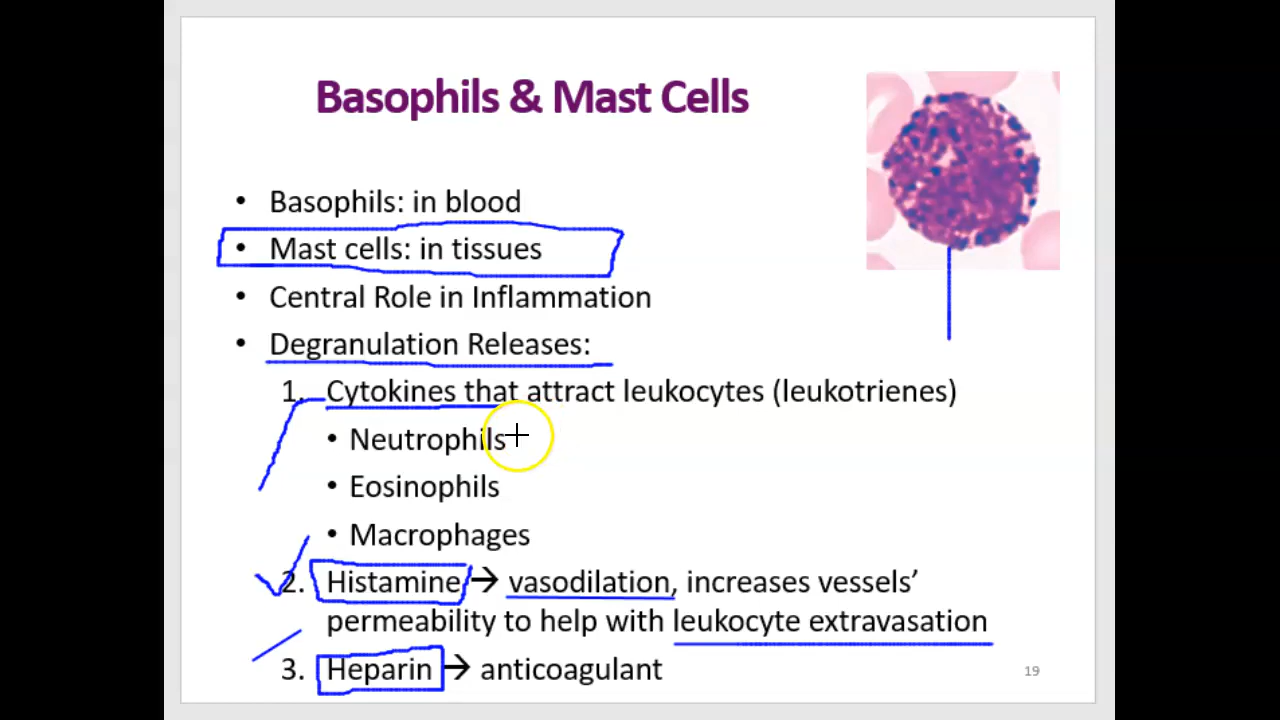 Basophils & Mast Cells
• Basophils: in blood
• Mast cells: in tissues
• Central Role in Inflammation
• Degranulation Releases:
1. Cytokines that attract leukocytes (leukotrienes)
• Neutrophils
• Eosinophils
• Macrophages
2. Histamine → vasodilation, increases vessels’
permeability to help with leukocyte extravasation
3. Heparin → anticoagulant
19